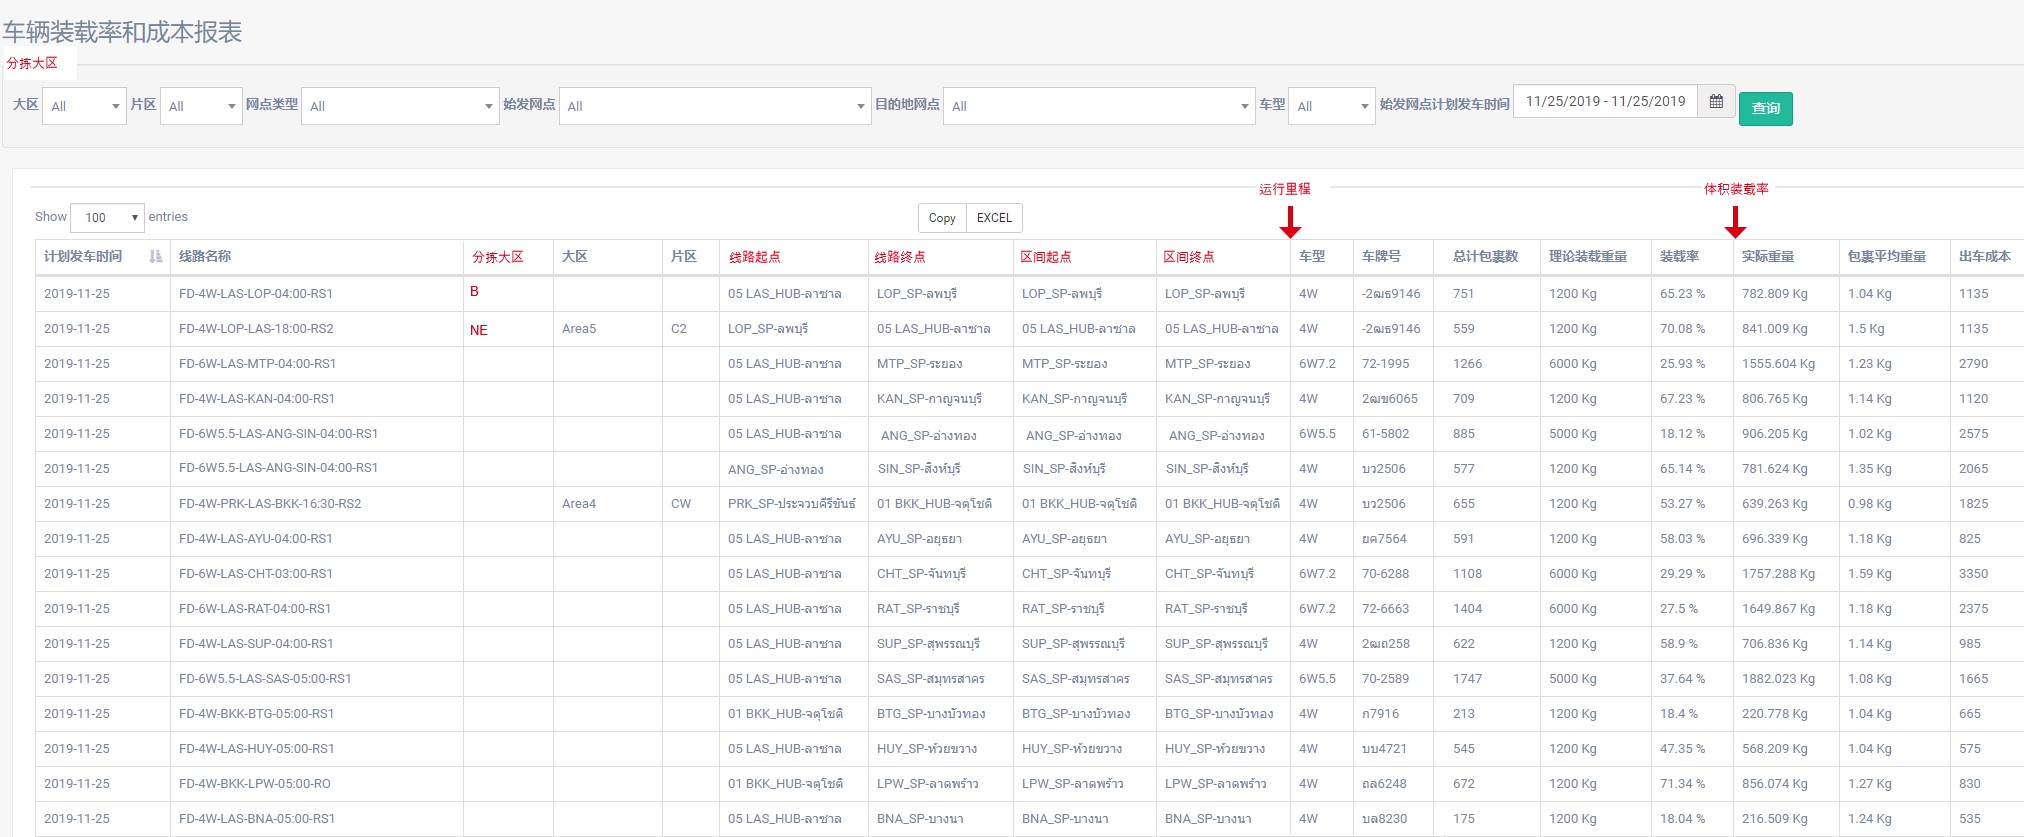 车辆装载率和成本报表
分拣大区
大区 All 片区 All 网点类型 All 始发网点 All 目的地网点 All 车型 All 始发网点计划发车时间 11/25/2019 - 11/25/2019 查询
运行里程 体积装载率
Show 100 entries Copy EXCEL
计划发车时间 线路名称 分拣大区 大区 片区 线路起点 线路终点 区间起点 区间终点 车型 车牌号 总计包裹数 理论装载重量 装载率 实际重量 包裹平均重量 出车成本
2019-11-25 FD-4W-LAS-LOP-04:00-RS1 B 05 LAS_HUB-ลาซาล LOP_SP-ลพบุรี LOP_SP-ลพบุรี LOP_SP-ลพบุรี 4W -2ฒธ9146 751 1200 Kg 65.23 % 782.809 Kg 1.04 Kg 1135
2019-11-25 FD-4W-LOP-LAS-18:00-RS2 NE Area5 C2 LOP_SP-ลพบุรี 05 LAS_HUB-ลาซาล 05 LAS_HUB-ลาซาล 05 LAS_HUB-ลาซาล 4W -2ฒธ9146 559 1200 Kg 70.08 % 841.009 Kg 1.5 Kg 1135
2019-11-25 FD-6W-LAS-MTP-04:00-RS1 05 LAS_HUB-ลาซาล MTP_SP-ระยอง MTP_SP-ระยอง MTP_SP-ระยอง 6W7.2 72-1995 1266 6000 Kg 25.93 % 1555.604 Kg 1.23 Kg 2790
2019-11-25 FD-4W-LAS-KAN-04:00-RS1 05 LAS_HUB-ลาซาล KAN_SP-กาญจนบุรี KAN_SP-กาญจนบุรี KAN_SP-กาญจนบุรี 4W 2ฒข6065 709 1200 Kg 67.23 % 806.765 Kg 1.14 Kg 1120
2019-11-25 FD-6W5.5-LAS-ANG-SIN-04:00-RS1 05 LAS_HUB-ลาซาล ANG_SP-อ่างทอง ANG_SP-อ่างทอง ANG_SP-อ่างทอง 6W5.5 61-5802 885 5000 Kg 18.12 % 906.205 Kg 1.02 Kg 2575
2019-11-25 FD-6W5.5-LAS-ANG-SIN-04:00-RS1 ANG_SP-อ่างทอง SIN_SP-สิงห์บุรี SIN_SP-สิงห์บุรี SIN_SP-สิงห์บุรี 4W บว2506 577 1200 Kg 65.14 % 781.624 Kg 1.35 Kg 2065
2019-11-25 FD-4W-PRK-LAS-BKK-16:30-RS2 Area4 CW PRK_SP-ประจวบคีรีขันธ์ 01 BKK_HUB-จตุโชติ 01 BKK_HUB-จตุโชติ 01 BKK_HUB-จตุโชติ 4W บว2506 655 1200 Kg 53.27 % 639.263 Kg 0.98 Kg 1825
2019-11-25 FD-4W-LAS-AYU-04:00-RS1 05 LAS_HUB-ลาซาล AYU_SP-อยุธยา AYU_SP-อยุธยา AYU_SP-อยุธยา 4W ยค7564 591 1200 Kg 58.03 % 696.339 Kg 1.18 Kg 825
2019-11-25 FD-6W-LAS-CHT-03:00-RS1 05 LAS_HUB-ลาซาล CHT_SP-จันทบุรี CHT_SP-จันทบุรี CHT_SP-จันทบุรี 6W7.2 70-6288 1108 6000 Kg 29.29 % 1757.288 Kg 1.59 Kg 3350
2019-11-25 FD-6W-LAS-RAT-04:00-RS1 05 LAS_HUB-ลาซาล RAT_SP-ราชบุรี RAT_SP-ราชบุรี RAT_SP-ราชบุรี 6W7.2 72-6663 1404 6000 Kg 27.5 % 1649.867 Kg 1.18 Kg 2375
2019-11-25 FD-4W-LAS-SUP-04:00-RS1 05 LAS_HUB-ลาซาล SUP_SP-สุพรรณบุรี SUP_SP-สุพรรณบุรี SUP_SP-สุพรรณบุรี 4W 2ฒถ258 622 1200 Kg 58.9 % 706.836 Kg 1.14 Kg 985
2019-11-25 FD-6W5.5-LAS-SAS-05:00-RS1 05 LAS_HUB-ลาซาล SAS_SP-สมุทรสาคร SAS_SP-สมุทรสาคร SAS_SP-สมุทรสาคร 6W5.5 70-2589 1747 5000 Kg 37.64 % 1882.023 Kg 1.08 Kg 1665
2019-11-25 FD-4W-BKK-BTG-05:00-RS1 01 BKK_HUB-จตุโชติ BTG_SP-บางบัวทอง BTG_SP-บางบัวทอง BTG_SP-บางบัวทอง 4W ก7916 213 1200 Kg 18.4 % 220.778 Kg 1.04 Kg 665
2019-11-25 FD-4W-LAS-HUY-05:00-RS1 05 LAS_HUB-ลาซาล HUY_SP-ห้วยขวาง HUY_SP-ห้วยขวาง HUY_SP-ห้วยขวาง 4W บบ4721 545 1200 Kg 47.35 % 568.209 Kg 1.04 Kg 575
2019-11-25 FD-4W-BKK-LPW-05:00-RO 01 BKK_HUB-จตุโชติ LPW_SP-ลาดพร้าว LPW_SP-ลาดพร้าว LPW_SP-ลาดพร้าว 4W ถล6248 672 1200 Kg 71.34 % 856.074 Kg 1.27 Kg 830
2019-11-25 FD-4W-LAS-BNA-05:00-RS1 05 LAS_HUB-ลาซาล BNA_SP-บางนา BNA_SP-บางนา BNA_SP-บางนา 4W บล8230 175 1200 Kg 18.04 % 216.509 Kg 1.24 Kg 535